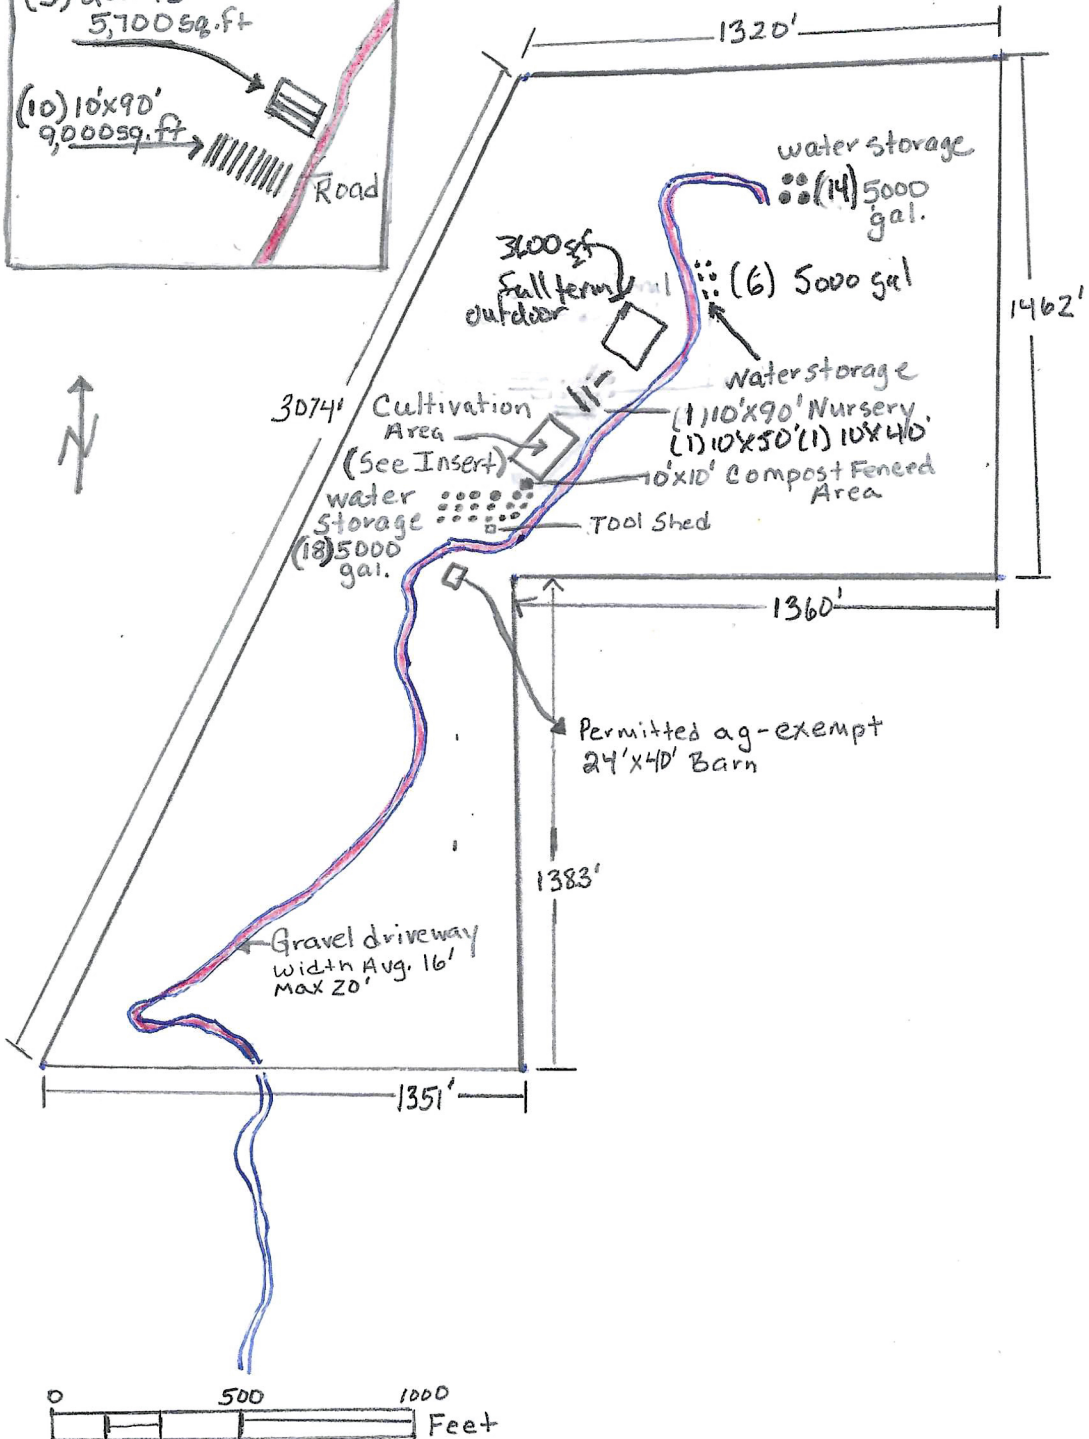 5,700 sq.ft
(10) 10'x90'
9,000 sq.ft
Road
1320'
water storage
(14) 5000
gal.
3600 sf
full term
outdoor
(6) 5000 gal
1462'
Water storage
3074'
N
Cultivation
Area
(See Insert)
(1) 10'x90' Nursery
(1) 10'x50' (1) 10'x40'
10'x10' Compost Fenced
Area
water
storage
(18) 5000
gal.
Tool Shed
1360'
Permitted ag-exempt
24'x40' Barn
1383'
Gravel driveway
width Avg. 16'
Max 20'
1351'
0 500 1000
Feet